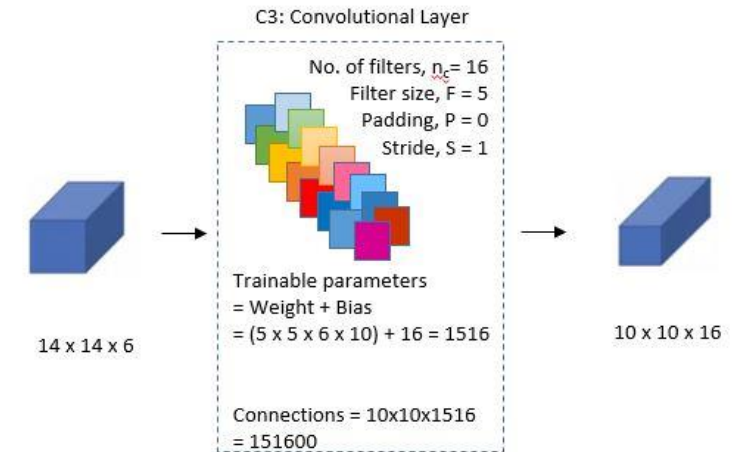 C3: Convolutional Layer
No. of filters, nc= 16
Filter size, F = 5
Padding, P = 0
Stride, S = 1
14 x 14 x 6
Trainable parameters
= Weight + Bias
= (5 x 5 x 6 x 10) + 16 = 1516
Connections = 10x10x1516
= 151600
10 x 10 x 16